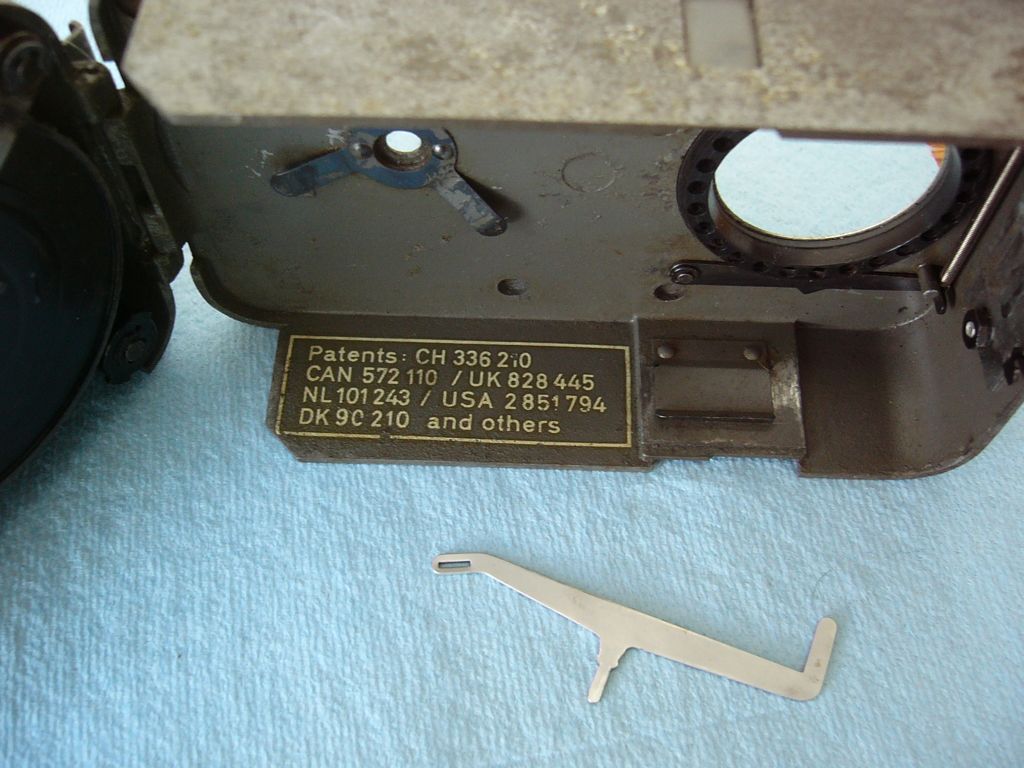 Patents: CH 336 210
CAN 572 110 / UK 828 445
NL 101 243 / USA 2 851 794
DK 90 210 and others